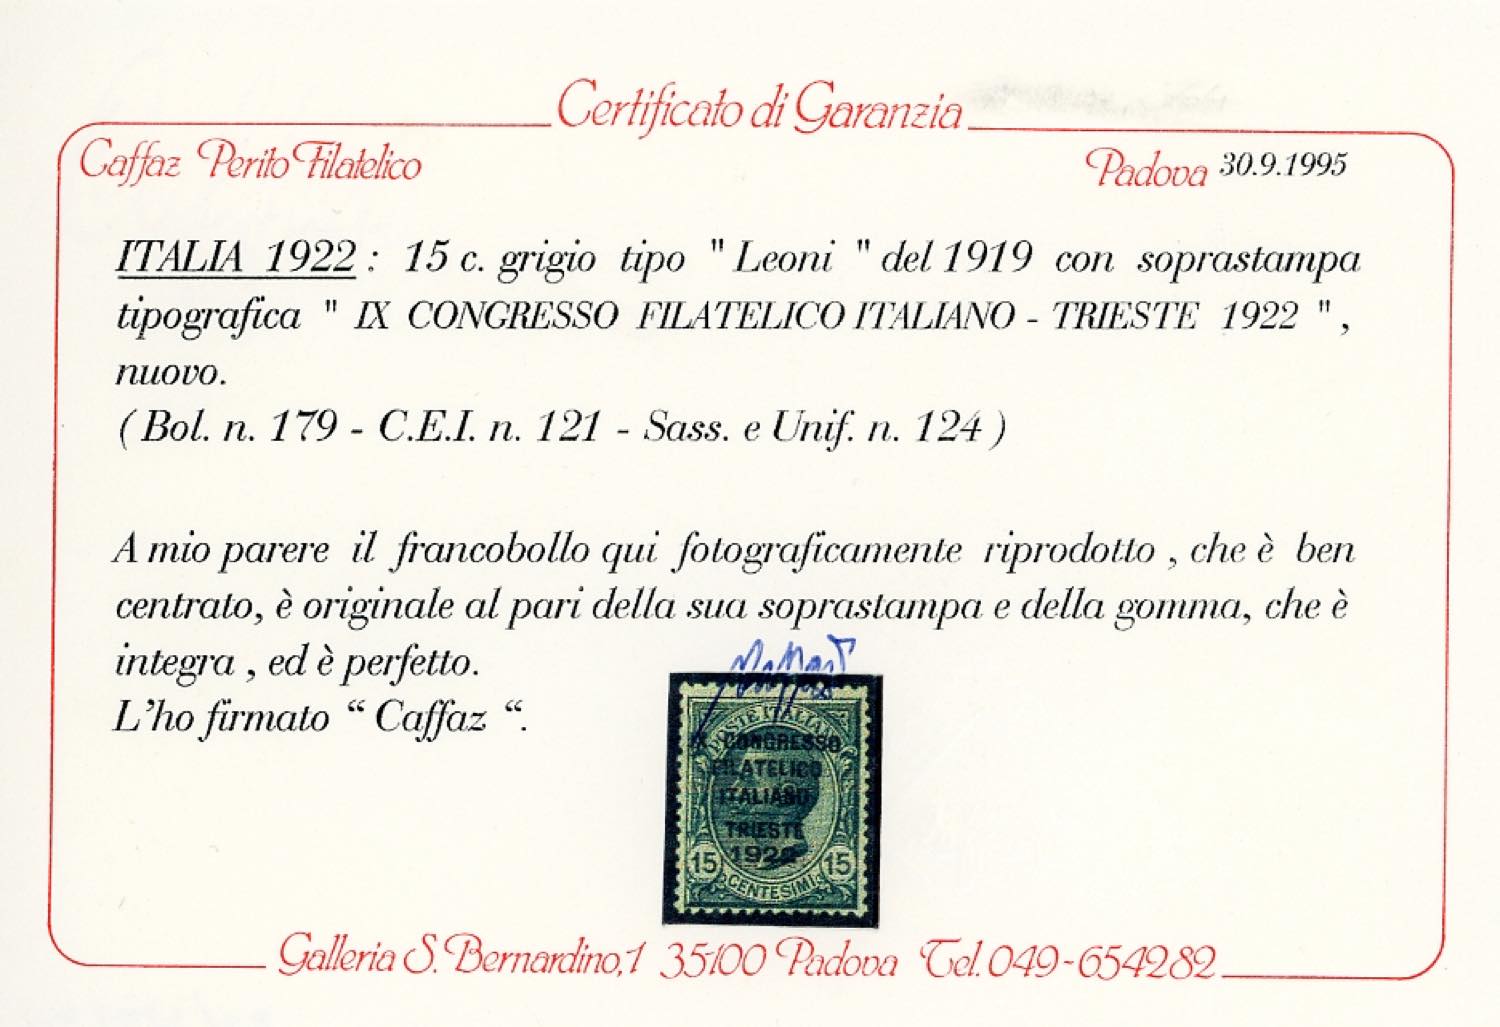 Certificato di Garanzia
Caffaz Perito Filatelico
Padova 30.9.1995
ITALIA 1922 : 15 c. grigio tipo " Leoni " del 1919 con soprastampa
tipografica " IX CONGRESSO FILATELICO ITALIANO - TRIESTE 1922 " ,
nuovo.
( Bol. n. 179 - C.E.I. n. 121 - Sass. e Unif. n. 124 )
A mio parere il francobollo qui fotograficamente riprodotto , che è ben
centrato, è originale al pari della sua soprastampa e della gomma, che è
integra , ed è perfetto.
L'ho firmato “ Caffaz “.
POSTE ITALIANE
IX CONGRESSO
FILATELICO
ITALIANO
TRIESTE
1922
15 15
CENTESIMI
Galleria S. Bernardino, 1 35100 Padova Tel. 049-654282